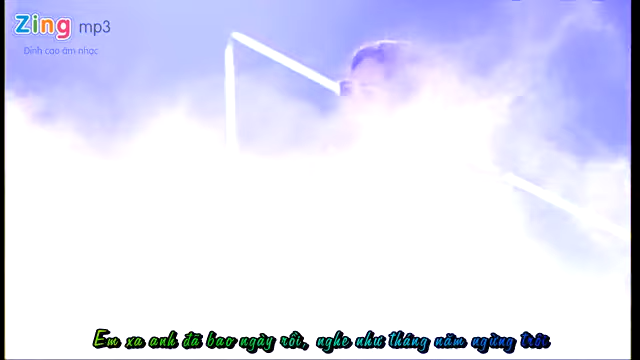 Zing mp3
Đỉnh cao âm nhạc
Em xa anh đã bao ngày rồi, nghe như tháng năm ngừng trôi